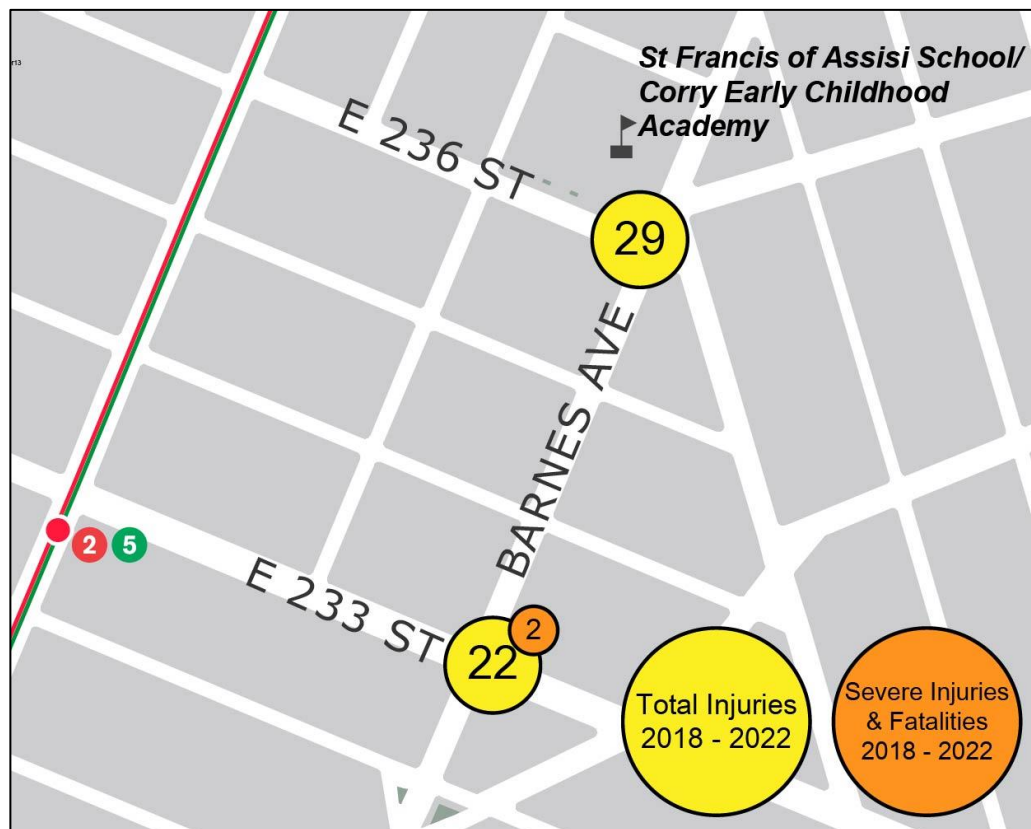 r13
St Francis of Assisi School/
Corry Early Childhood
Academy
E 236 ST
29
BARNES AVE
2 5
E 233 ST
22
2
Total Injuries
2018 - 2022
Severe Injuries
& Fatalities
2018 - 2022